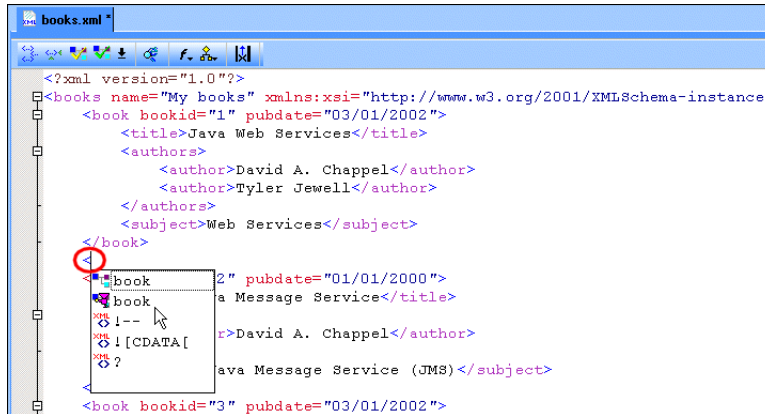 books.xml *
<?xml version="1.0"?>
<books name="My books" xmlns:xsi="http://www.w3.org/2001/XMLSchema-instance
<book bookid="1" pubdate="03/01/2002">
<title>Java Web Services</title>
<authors>
<author>David A. Chappel</author>
<author>Tyler Jewell</author>
</authors>
<subject>Web Services</subject>
</book>
<
book
book
!--
![CDATA[
?
< 2" pubdate="01/01/2000">
a Message Service</title>
r>David A. Chappel</author>
ava Message Service (JMS)</subject>
<
<book bookid="3" pubdate="03/01/2002">